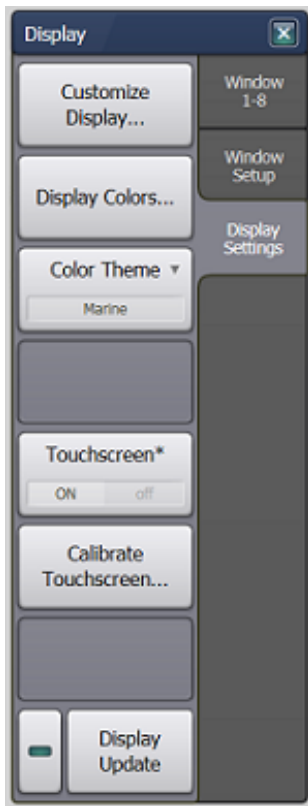 Display
Customize
Display...
Display Colors...
Color Theme
Marine
Touchscreen*
ON off
Calibrate
Touchscreen...
Display
Update
Window
1-8
Window
Setup
Display
Settings